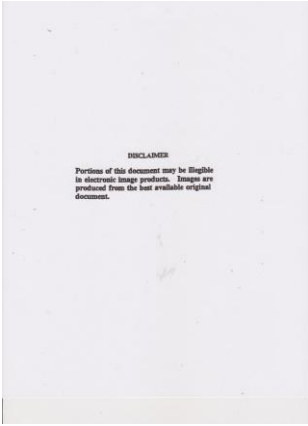 DISCLAIMER
Portions of this document may be illegible
in electronic image products. Images are
produced from the best available original
document.